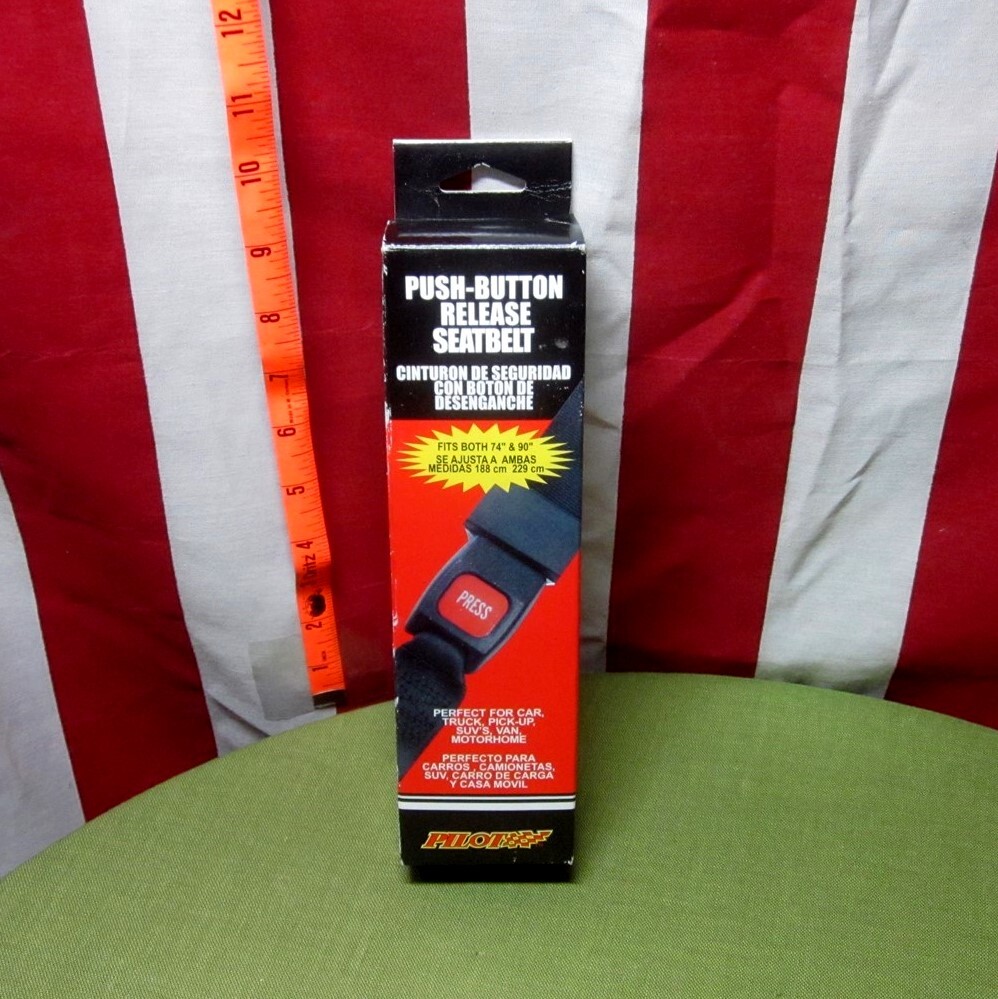 PUSH-BUTTON
RELEASE
SEATBELT
CINTURON DE SEGURIDAD
CON BOTON DE
DESENGANCHE
FITS BOTH 74" & 90"
SE AJUSTA A AMBAS
MEDIDAS 188 cm 229 cm
PRESS
PERFECT FOR CAR,
TRUCK, PICK-UP,
SUV'S, VAN,
MOTORHOME
PERFECTO PARA
CARROS , CAMIONETAS,
SUV, CARRO DE CARGA
Y CASA MOVIL
PILOT
12
11
10
9
8
7
6
5
4
2
1